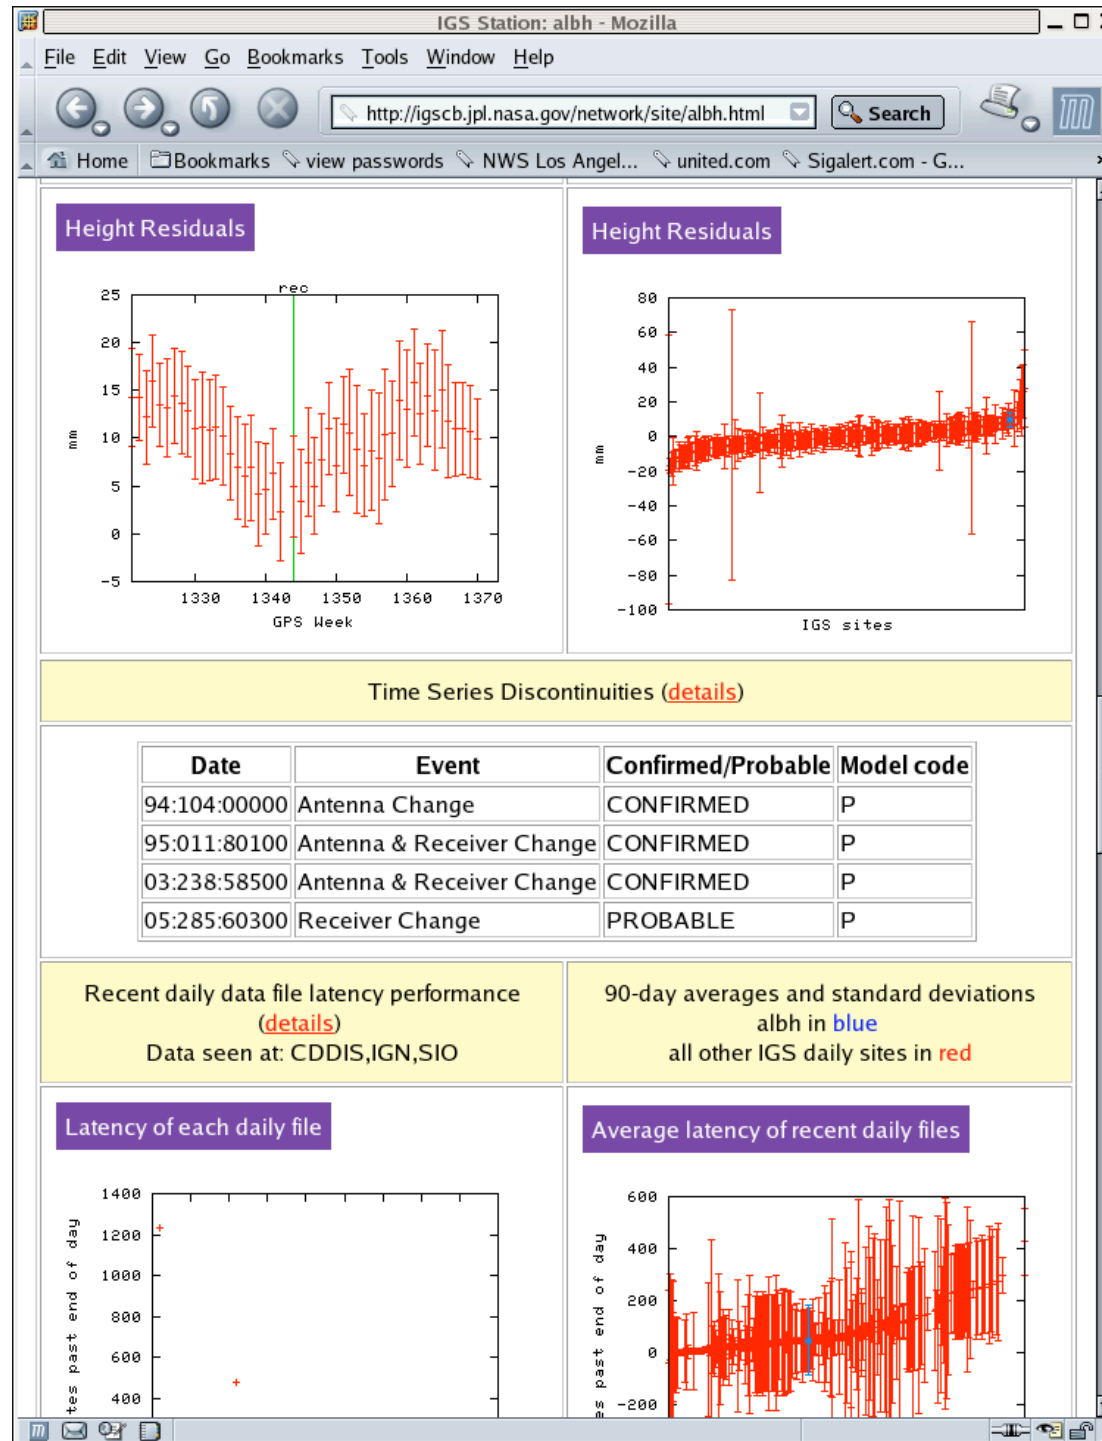 IGS Station: albh - Mozilla
File Edit View Go Bookmarks Tools Window Help
http://igscb.jpl.nasa.gov/network/site/albh.html Search
Home Bookmarks view passwords NWS Los Angel... united.com Sigalert.com - G...
Height Residuals
rec
25
20
15
10
5
0
-5
mm
1330 1340 1350 1360 1370
GPS Week
Height Residuals
80
60
40
20
0
-20
-40
-60
-80
-100
mm
IGS sites
Time Series Discontinuities (details)
Date Event Confirmed/Probable Model code
94:104:00000 Antenna Change CONFIRMED P
95:011:80100 Antenna & Receiver Change CONFIRMED P
03:238:58500 Antenna & Receiver Change CONFIRMED P
05:285:60300 Receiver Change PROBABLE P
Recent daily data file latency performance
(details)
Data seen at: CDDIS,IGN,SIO
90-day averages and standard deviations
albh in blue
all other IGS daily sites in red
Latency of each daily file
1400
1200
1000
800
600
400
tes past end of day
Average latency of recent daily files
600
400
200
0
-200
es past end of day